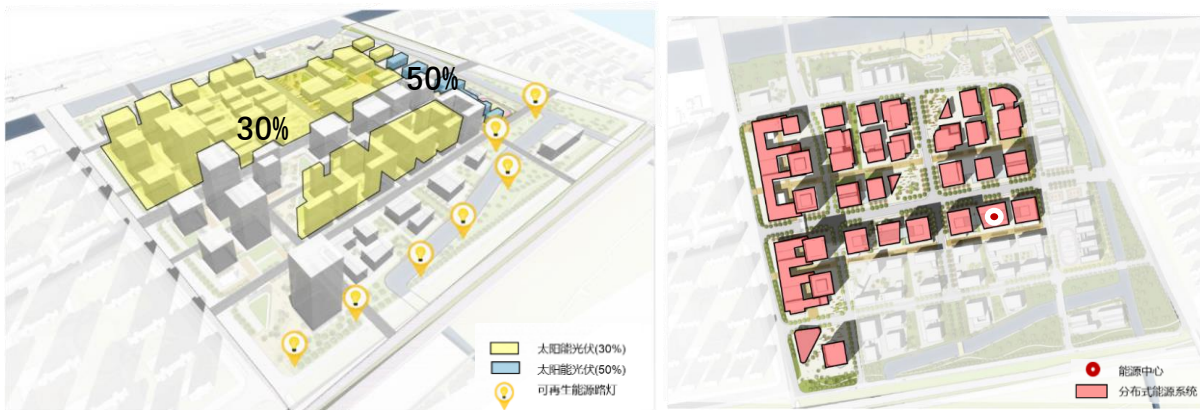 50%
30%
太阳能光伏(30%)
太阳能光伏(50%)
可再生能源路灯
能源中心
分布式能源系统